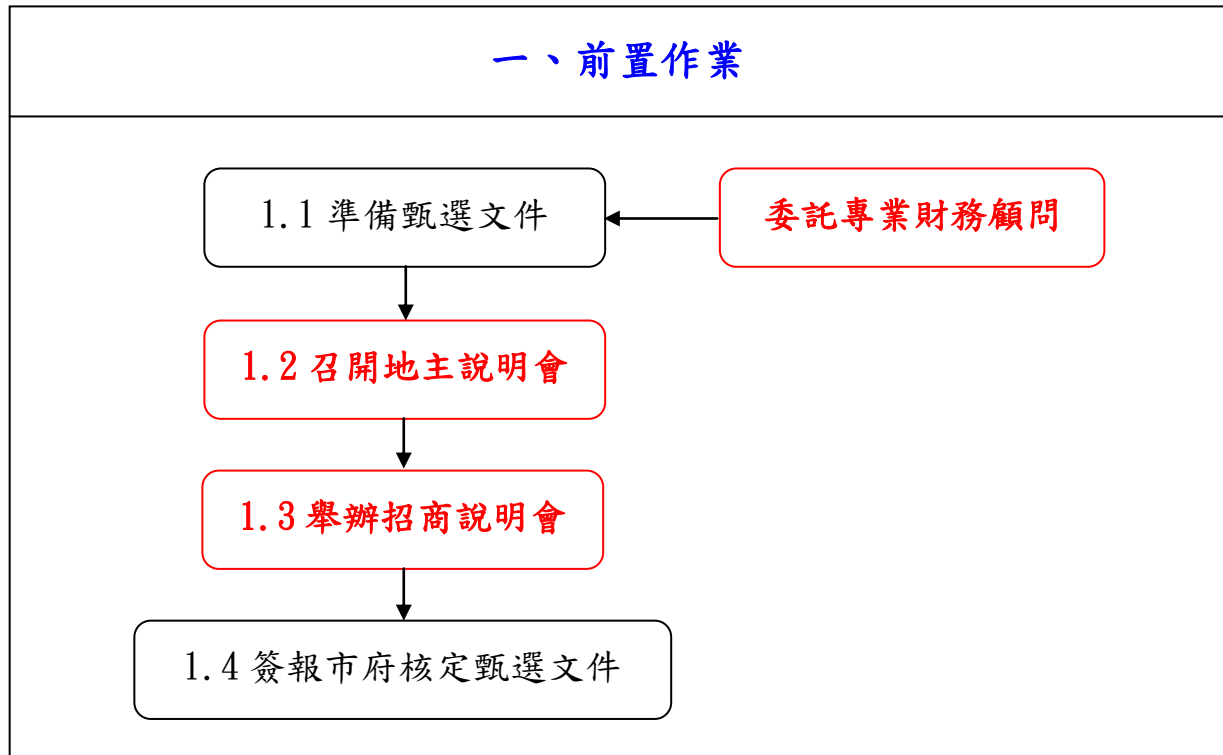 一、前置作業
1.1 準備甄選文件
委託專業財務顧問
1.2 召開地主說明會
1.3 舉辦招商說明會
1.4 簽報市府核定甄選文件